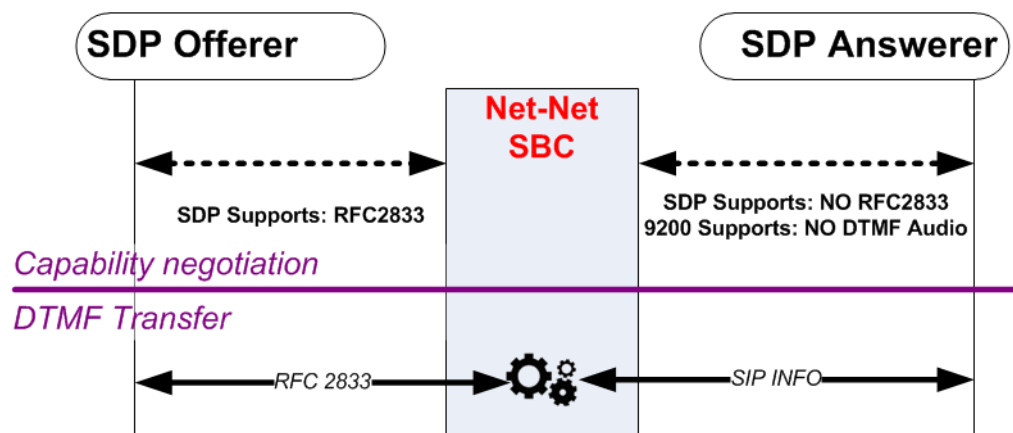 SDP Offerer
SDP Answerer
Net-Net
SBC
SDP Supports: RFC2833
SDP Supports: NO RFC2833
9200 Supports: NO DTMF Audio
Capability negotiation
DTMF Transfer
RFC 2833
SIP INFO